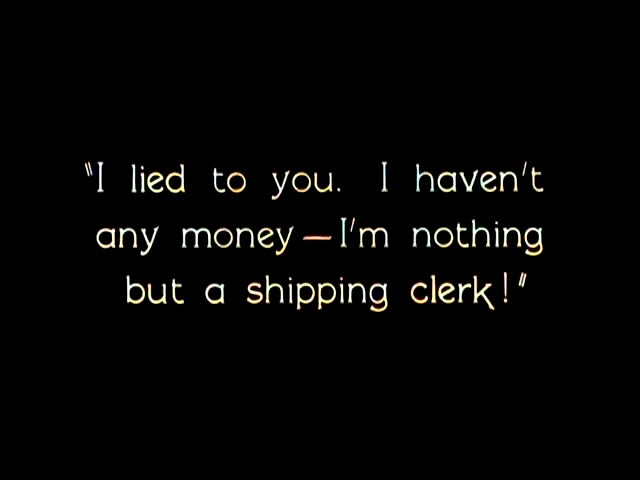 "I lied to you. I haven't
any money — I'm nothing
but a shipping clerk!"